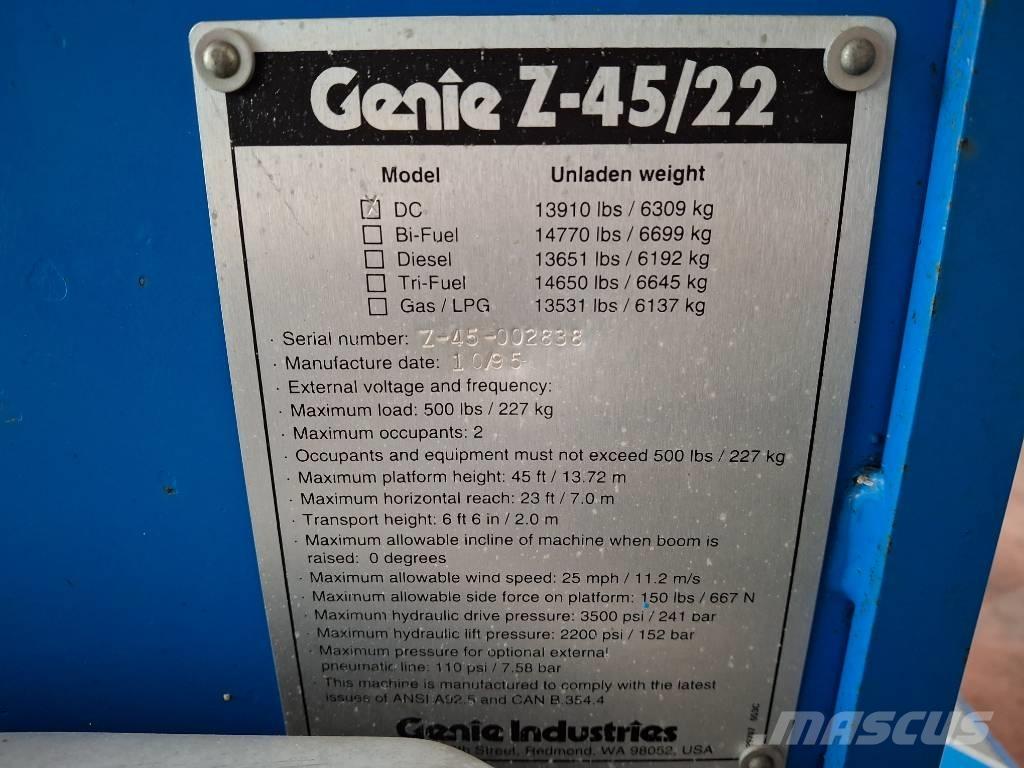 Genie Z-45/22
Model Unladen weight
DC 13910 lbs / 6309 kg
Bi-Fuel 14770 lbs / 6699 kg
Diesel 13651 lbs / 6192 kg
Tri-Fuel 14650 lbs / 6645 kg
Gas / LPG 13531 lbs / 6137 kg
· Serial number: Z-45-002838
· Manufacture date: 10/95
· External voltage and frequency:
· Maximum load: 500 lbs / 227 kg
· Maximum occupants: 2
· Occupants and equipment must not exceed 500 lbs / 227 kg
· Maximum platform height: 45 ft / 13.72 m
· Maximum horizontal reach: 23 ft / 7.0 m
· Transport height: 6 ft 6 in / 2.0 m
· Maximum allowable incline of machine when boom is
raised: 0 degrees
· Maximum allowable wind speed: 25 mph / 11.2 m/s
· Maximum allowable side force on platform: 150 lbs / 667 N
· Maximum hydraulic drive pressure: 3500 psi / 241 bar
· Maximum hydraulic lift pressure: 2200 psi / 152 bar
· Maximum pressure for optional external
pneumatic line: 110 psi / 7.58 bar
· This machine is manufactured to comply with the latest
issues of ANSI A92.5 and CAN B.354.4
Genie Industries
Street, Redmond, WA 98052, USA
MASCUS